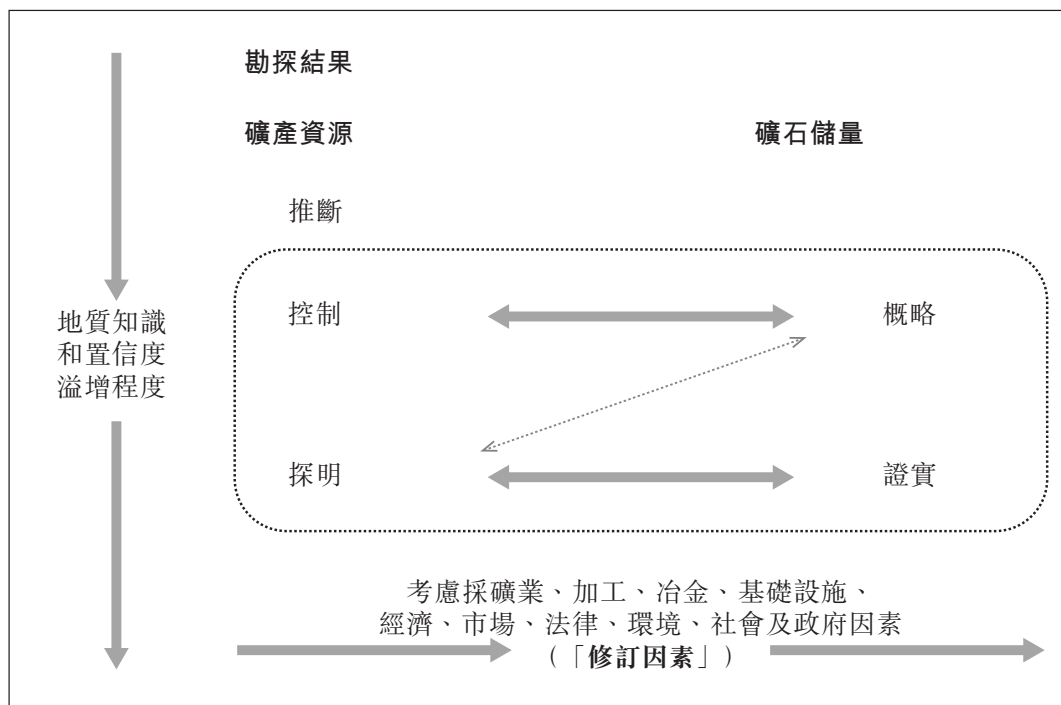 勘探結果
礦產資源
礦石儲量
推斷
控制
概略
地質知識
和置信度
溢增程度
探明
證實
考慮採礦業、加工、冶金、基礎設施、
經濟、市場、法律、環境、社會及政府因素
(「修訂因素」)